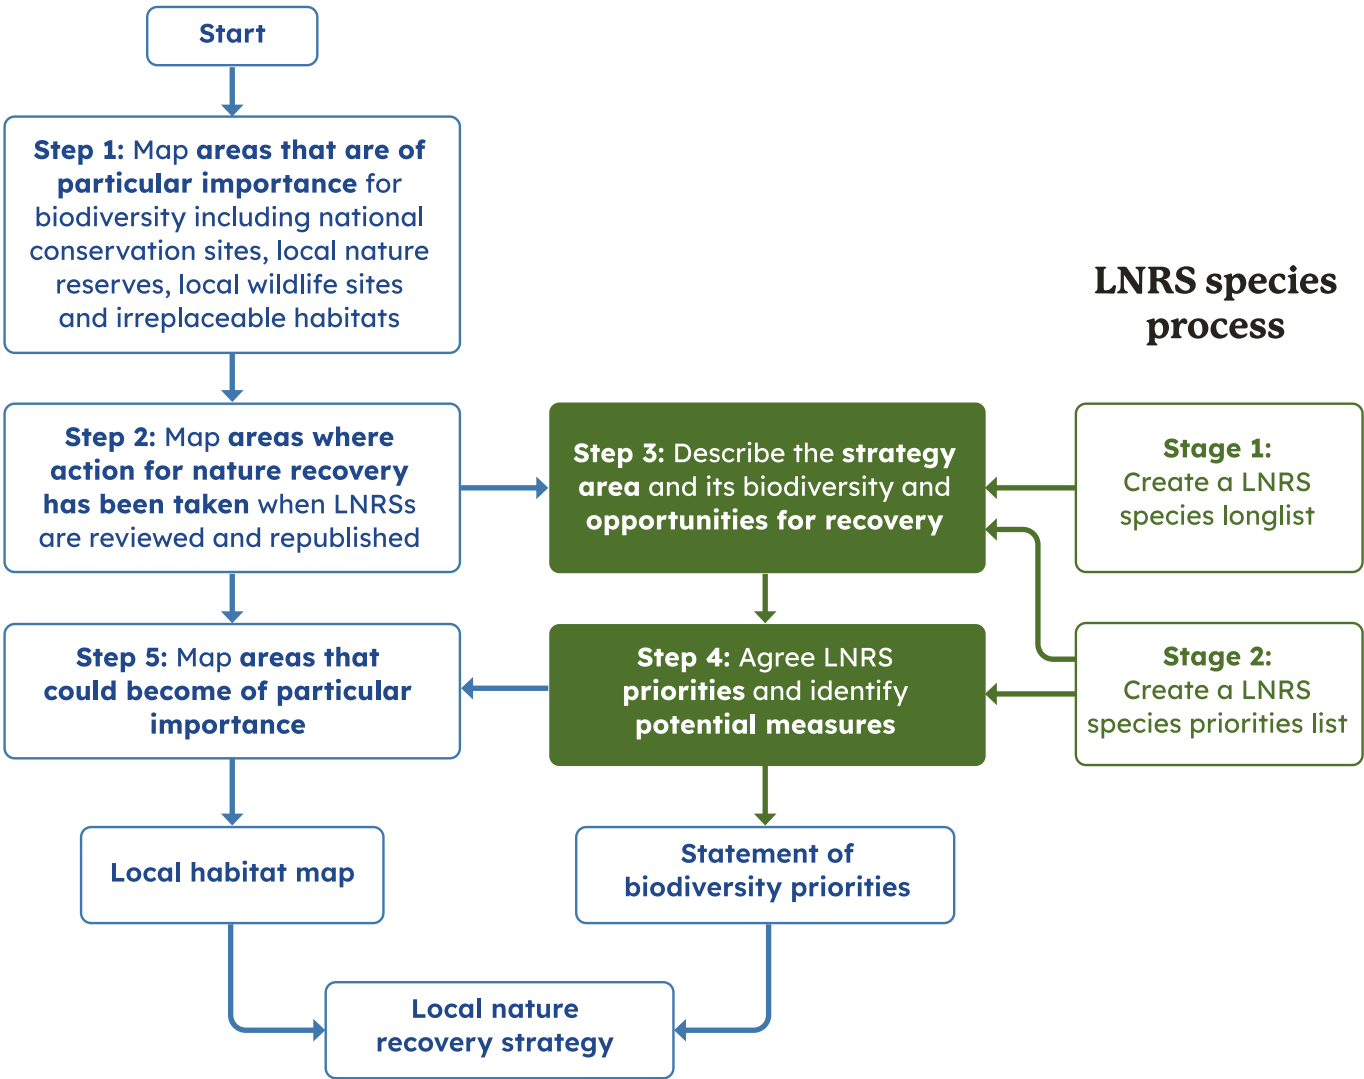 Start
Step 1: Map areas that are of
particular importance for
biodiversity including national
conservation sites, local nature
reserves, local wildlife sites
and irreplaceable habitats
LNRS species
process
Step 2: Map areas where
action for nature recovery
has been taken when LNRSs
are reviewed and republished
Step 3: Describe the strategy
area and its biodiversity and
opportunities for recovery
Stage 1:
Create a LNRS
species longlist
Step 5: Map areas that
could become of particular
importance
Step 4: Agree LNRS
priorities and identify
potential measures
Stage 2:
Create a LNRS
species priorities list
Local habitat map
Statement of
biodiversity priorities
Local nature
recovery strategy